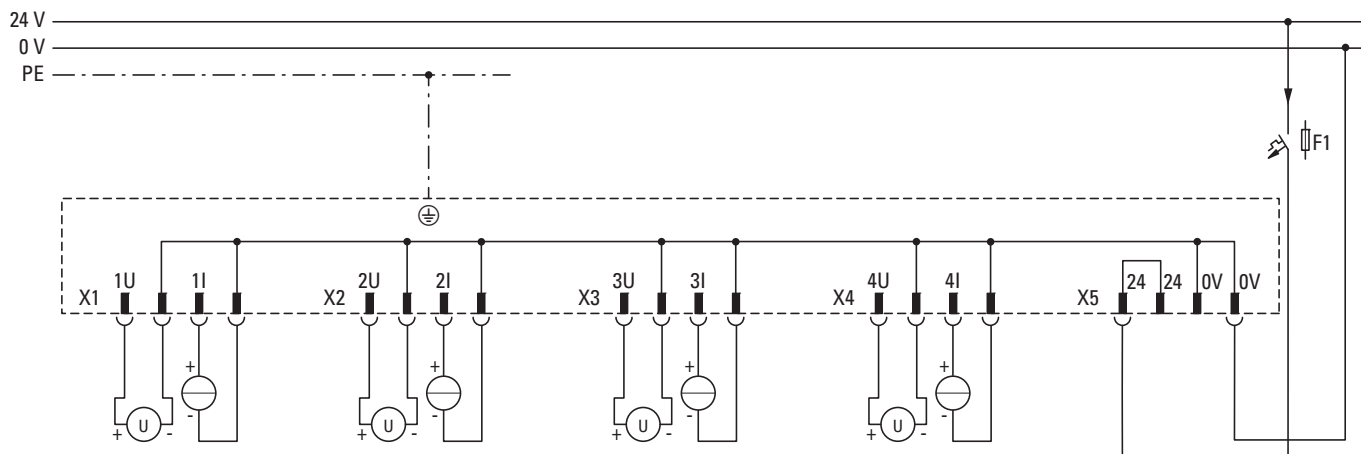 24 V
0 V
PE
F1
X1 1U 1I X2 2U 2I X3 3U 3I X4 4U 4I X5 24 24 0V 0V
+ + + +
- - - -
+ U - + U - + U - + U -